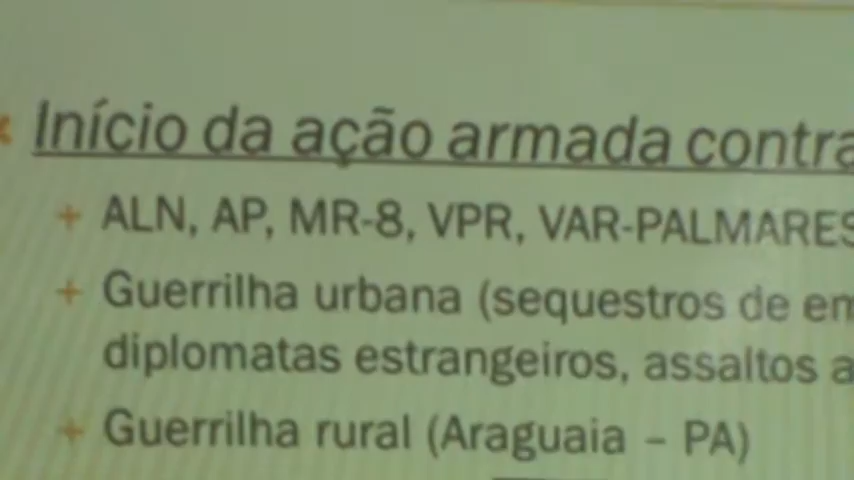 Início da ação armada contra
+ ALN, AP, MR-8, VPR, VAR-PALMARES
+ Guerrilha urbana (sequestros de em
diplomatas estrangeiros, assaltos a
+ Guerrilha rural (Araguaia – PA)